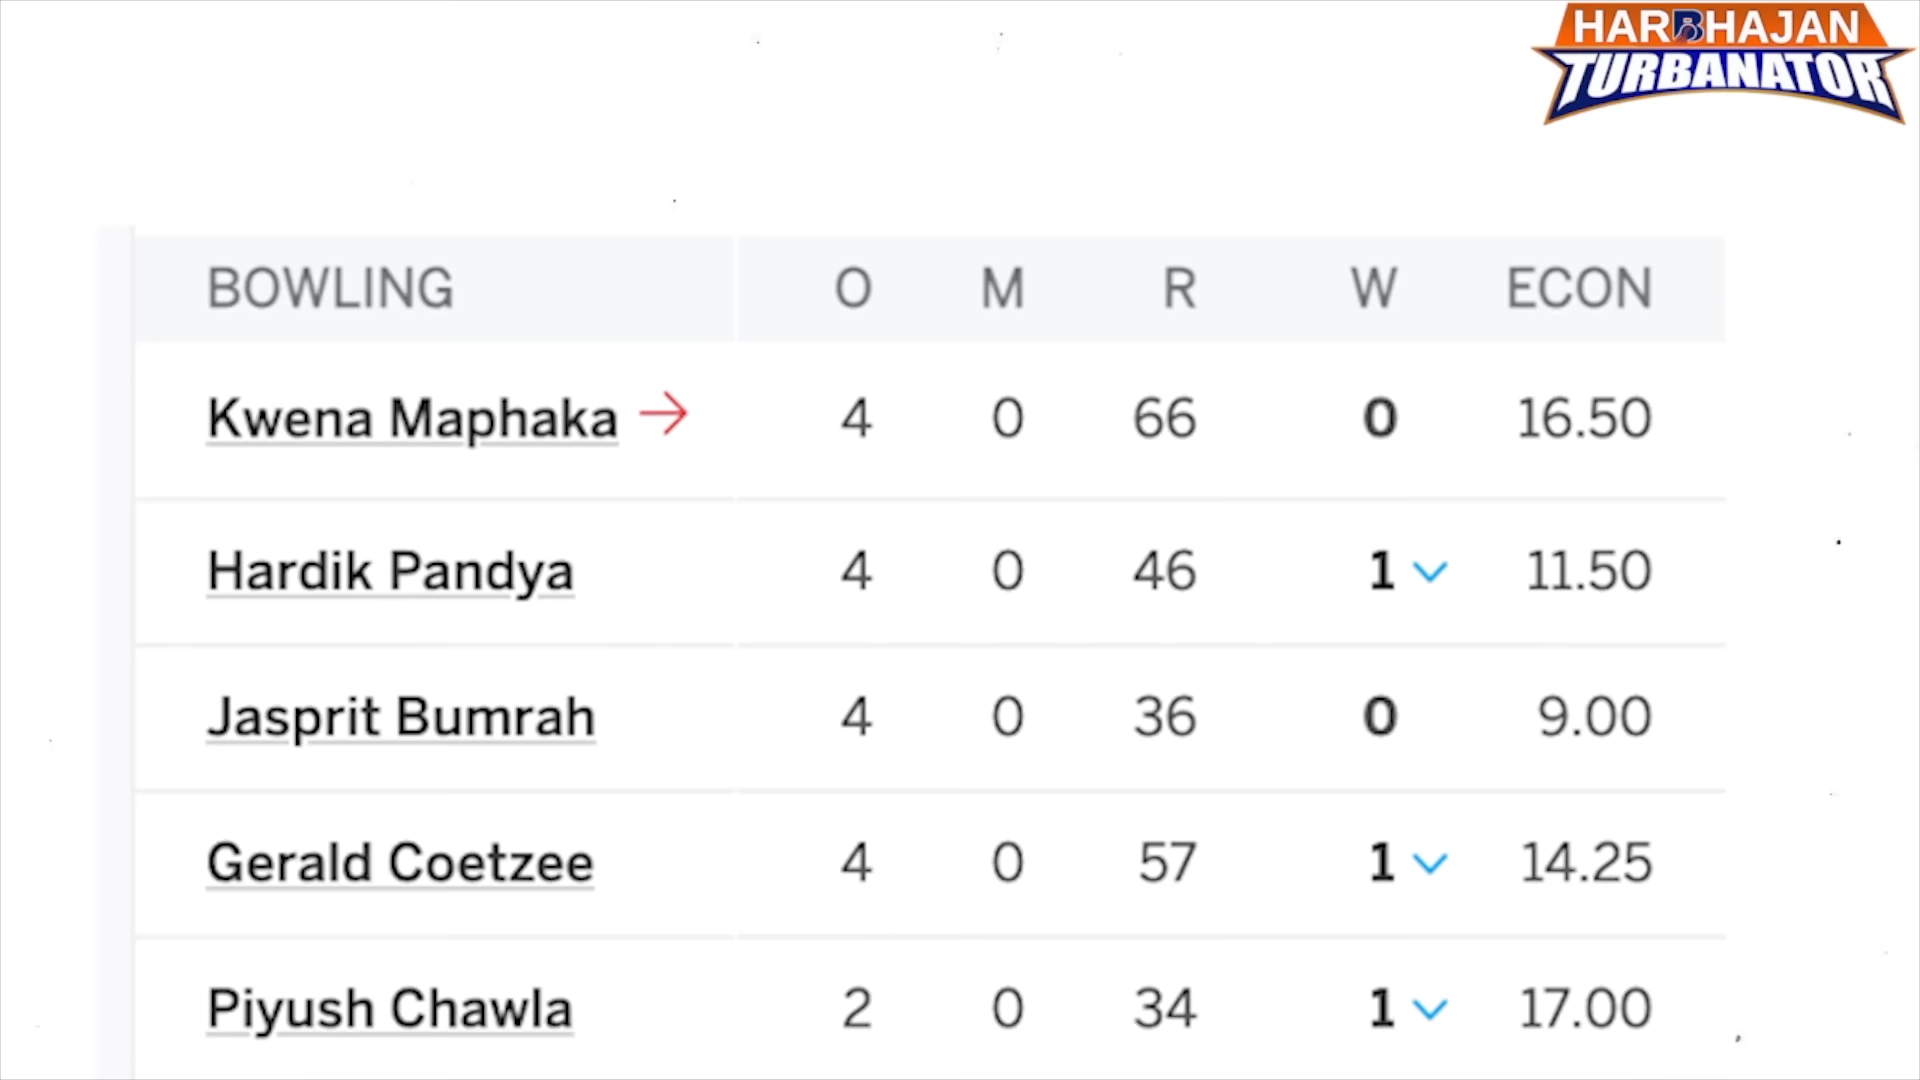 HARBHAJAN
TURBANATOR
BOWLING O M R W ECON
Kwena Maphaka → 4 0 66 0 16.50
Hardik Pandya 4 0 46 1 11.50
Jasprit Bumrah 4 0 36 0 9.00
Gerald Coetzee 4 0 57 1 14.25
Piyush Chawla 2 0 34 1 17.00